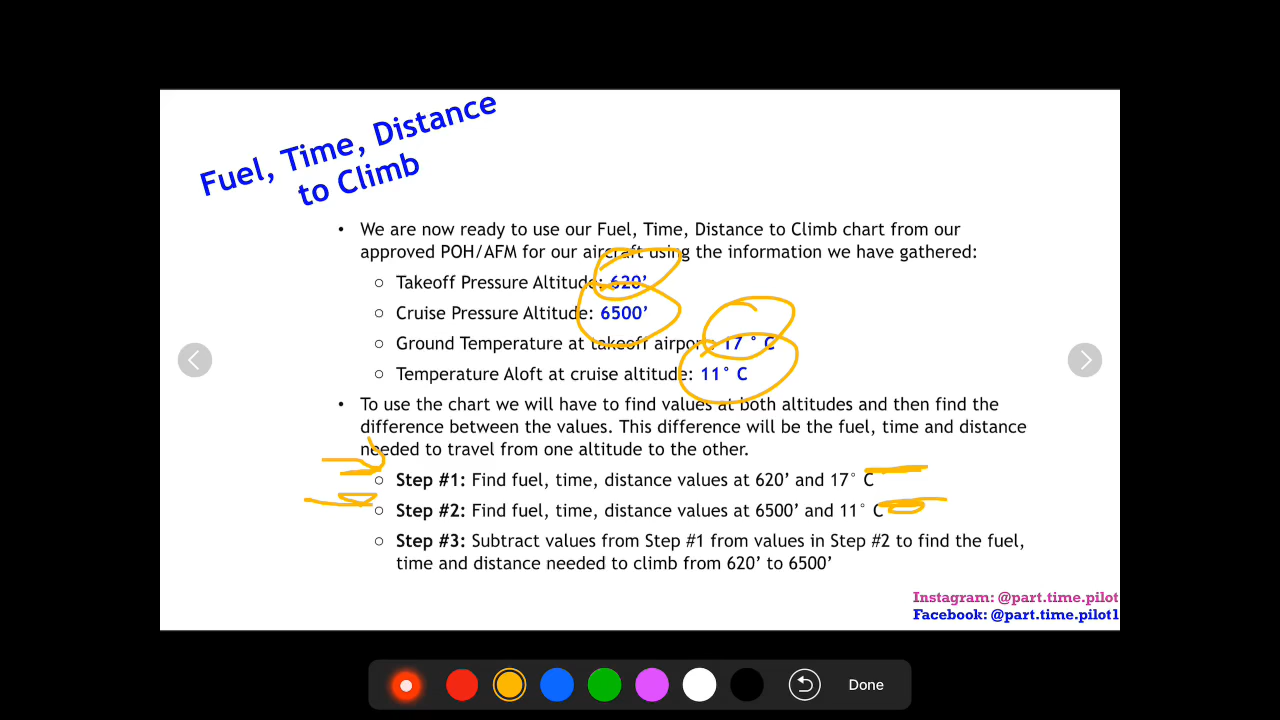 Fuel, Time, Distance
to Climb
• We are now ready to use our Fuel, Time, Distance to Climb chart from our
approved POH/AFM for our aircraft using the information we have gathered:
○ Takeoff Pressure Altitude: 620’
○ Cruise Pressure Altitude: 6500’
○ Ground Temperature at takeoff airport: 17 ° C
○ Temperature Aloft at cruise altitude: 11° C
• To use the chart we will have to find values at both altitudes and then find the
difference between the values. This difference will be the fuel, time and distance
needed to travel from one altitude to the other.
○ Step #1: Find fuel, time, distance values at 620’ and 17° C
○ Step #2: Find fuel, time, distance values at 6500’ and 11° C
○ Step #3: Subtract values from Step #1 from values in Step #2 to find the fuel,
time and distance needed to climb from 620’ to 6500’
Instagram: @part.time.pilot
Facebook: @part.time.pilot1
Done